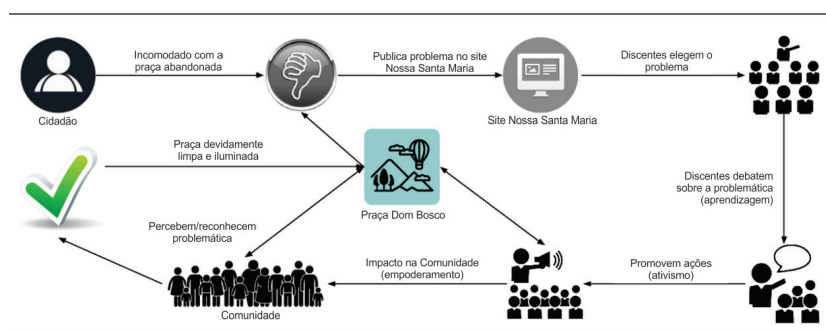 Incomodado com a
praça abandonada
Publica problema no site
Nossa Santa Maria
Discentes elegem o
problema
Cidadão
Site Nossa Santa Maria
Praça devidamente
limpa e iluminada
Praça Dom Bosco
Discentes debatem
sobre a problemática
(aprendizagem)
Percebem/reconhecem
problemática
Impacto na Comunidade
(empoderamento)
Promovem ações
(ativismo)
Comunidade